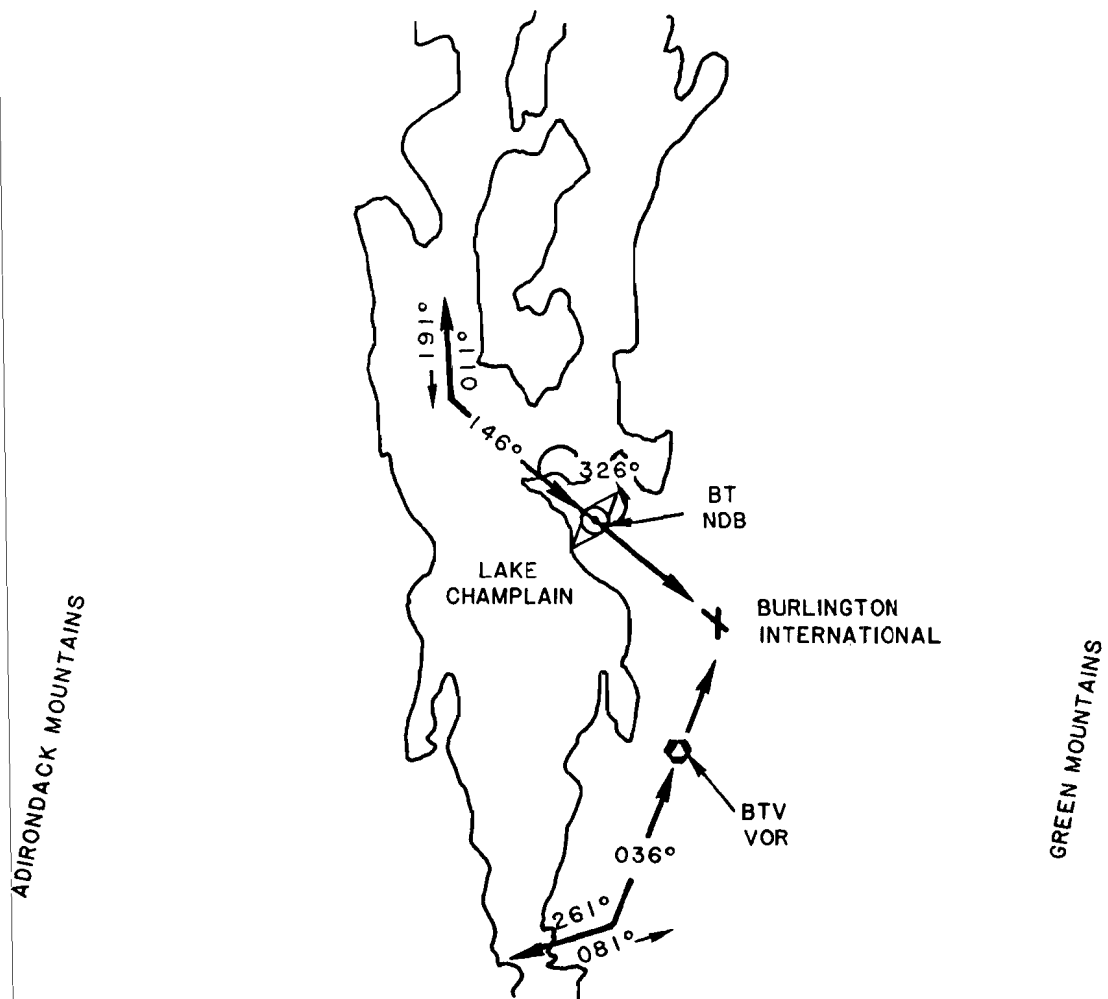 191°
011°
146°
326°
BT
NDB
LAKE
CHAMPLAIN
BURLINGTON
INTERNATIONAL
ADIRONDACK MOUNTAINS
GREEN MOUNTAINS
BTV
VOR
036°
261°
081°